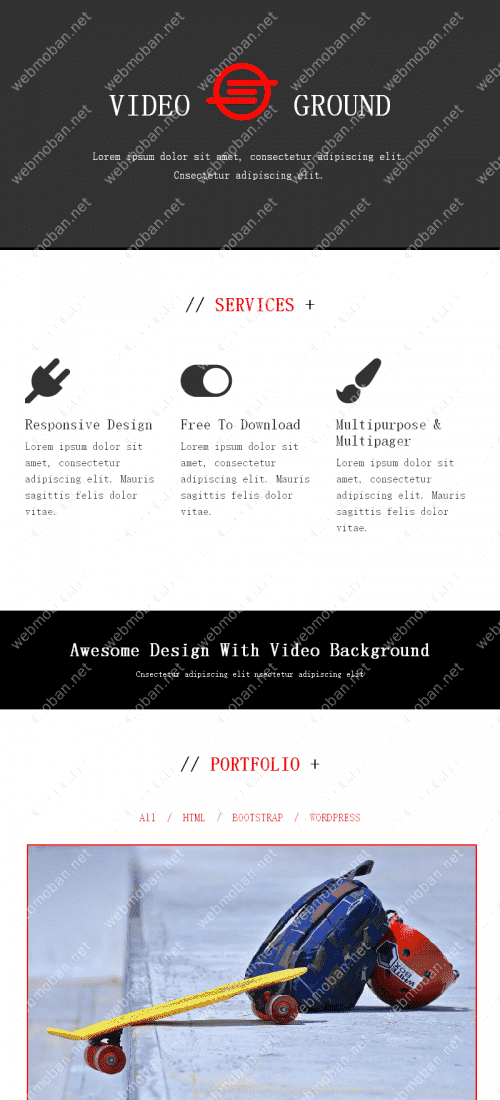 VIDEO GROUND
Lorem ipsum dolor sit amet, consectetur adipiscing elit.
Cnsectetur adipiscing elit.
// SERVICES +
Responsive Design
Lorem ipsum dolor sit
amet, consectetur
adipiscing elit. Mauris
sagittis felis dolor
vitae.
Free To Download
Lorem ipsum dolor sit
amet, consectetur
adipiscing elit. Mauris
sagittis felis dolor
vitae.
Multipurpose &
Multipager
Lorem ipsum dolor sit
amet, consectetur
adipiscing elit. Mauris
sagittis felis dolor
vitae.
Awesome Design With Video Background
Cnsectetur adipiscing elit nsectetur adipiscing elit
// PORTFOLIO +
All / HTML / BOOTSTRAP / WORDPRESS
webmoban.net